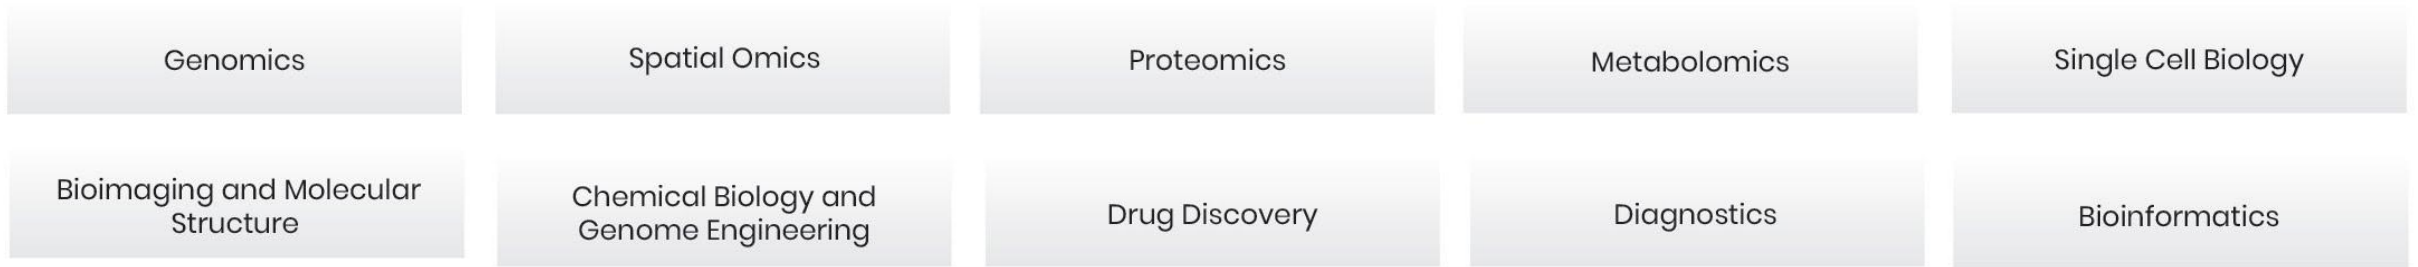 Genomics
Spatial Omics
Proteomics
Metabolomics
Single Cell Biology
Bioimaging and Molecular
Structure
Chemical Biology and
Genome Engineering
Drug Discovery
Diagnostics
Bioinformatics